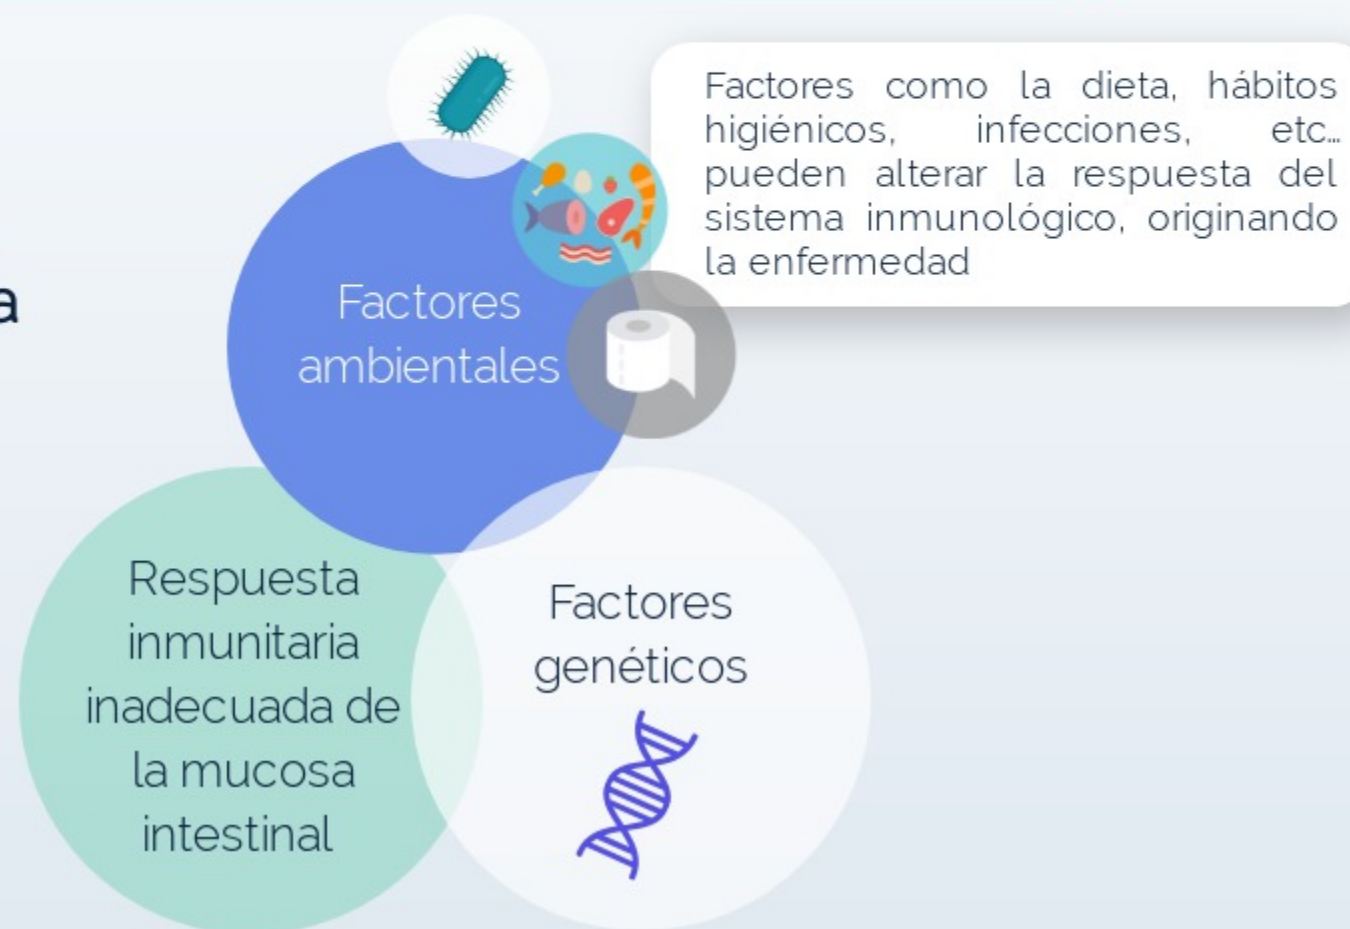 Factores como la dieta, hábitos
higiénicos, infecciones, etc…
pueden alterar la respuesta del
sistema inmunológico, originando
la enfermedad
a
Factores
ambientales
Respuesta
inmunitaria
inadecuada de
la mucosa
intestinal
Factores
genéticos